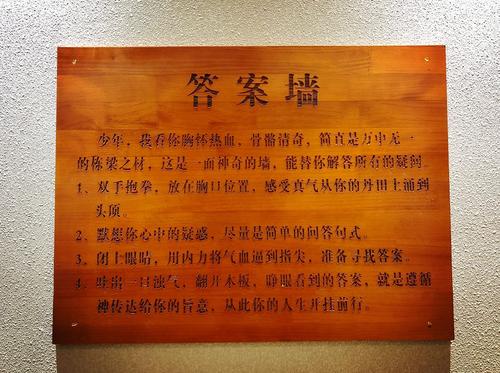 答案墙
少年，我看你胸怀热血，骨骼清奇，简直是万中无一
的栋梁之材，这是一面神奇的墙，能替你解答所有的疑问。
1、双手抱拳，放在胸口位置，感受真气从你的丹田上涌到
头顶。
2、默想你心中的疑惑，尽量是简单的问答句式。
3、闭上眼睛，用内力将气血逼到指尖，准备寻找答案。
4、吐出一口浊气，翻开木板，睁眼看到的答案，就是遵循
神传达给你的旨意，从此你的人生开挂前行。